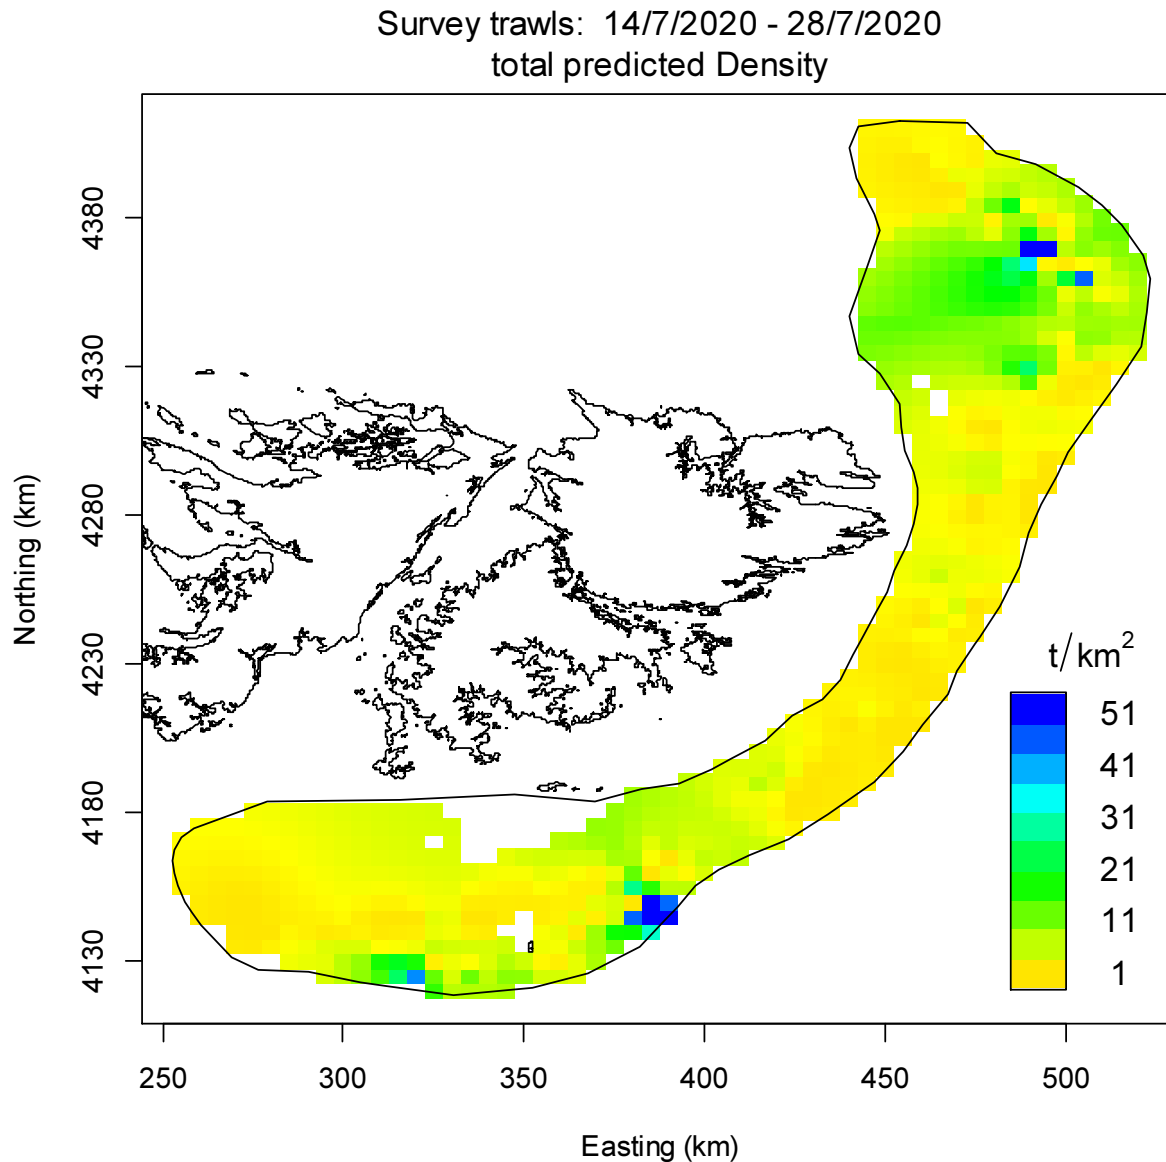 Survey trawls:  14/7/2020 - 28/7/2020
total predicted Density
Northing (km)
4380
4330
4280
4230
4180
4130
t/km²
51
41
31
21
11
1
250 300 350 400 450 500
Easting (km)